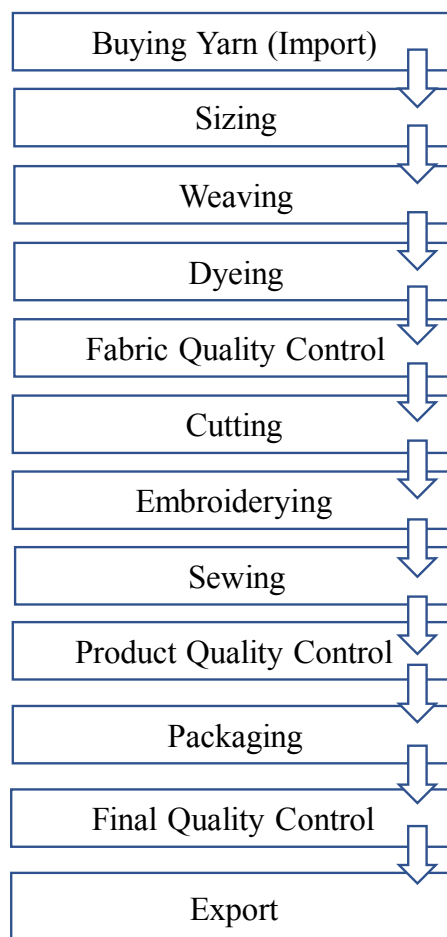 Buying Yarn (Import)
Sizing
Weaving
Dyeing
Fabric Quality Control
Cutting
Embroiderying
Sewing
Product Quality Control
Packaging
Final Quality Control
Export